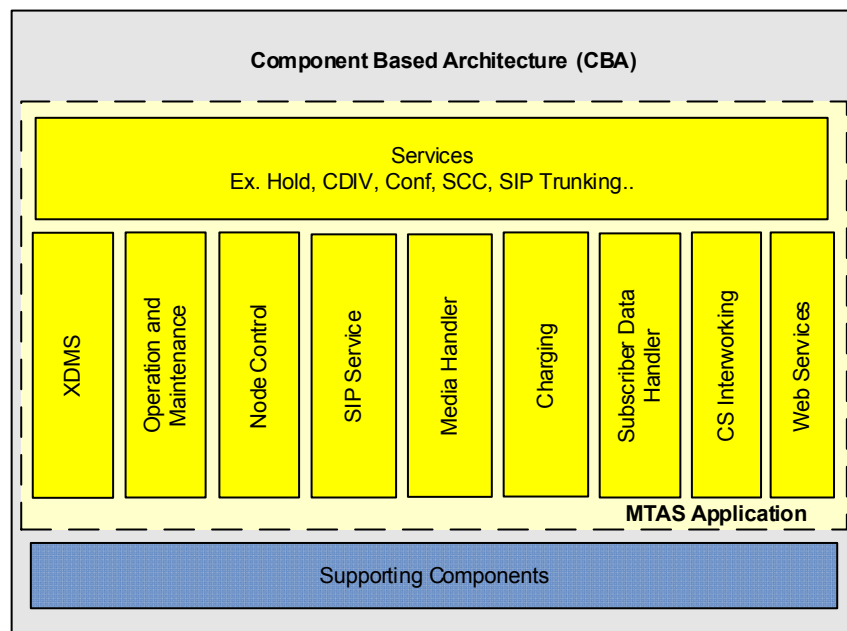 Component Based Architecture (CBA)
Services
Ex. Hold, CDIV, Conf, SCC, SIP Trunking..
XDMS
Operation and
Maintenance
Node Control
SIP Service
Media Handler
Charging
Subscriber Data
Handler
CS Interworking
Web Services
MTAS Application
Supporting Components